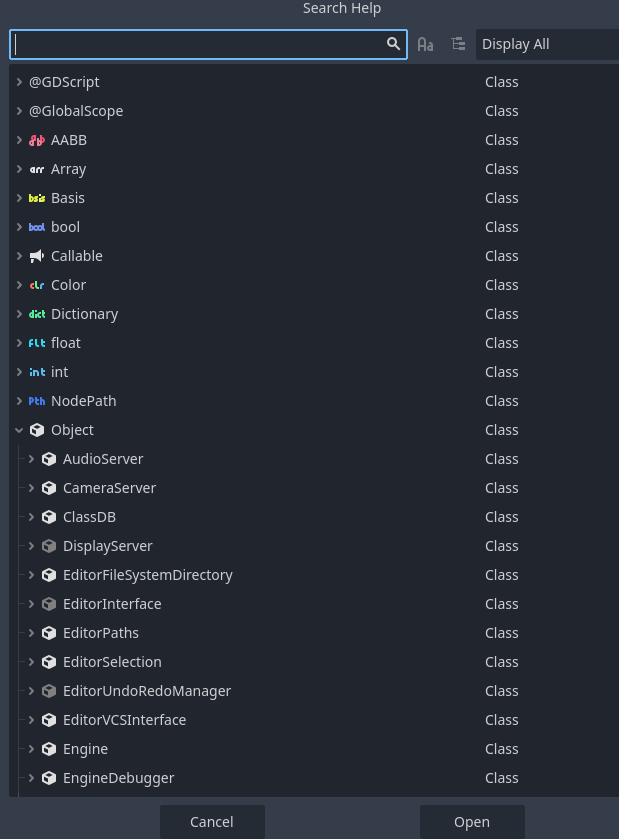 Search Help
Aa Display All
@GDScript Class
@GlobalScope Class
AABB Class
arr Array Class
bsis Basis Class
bool bool Class
Callable Class
clr Color Class
dict Dictionary Class
flt float Class
int int Class
Pth NodePath Class
Object Class
AudioServer Class
CameraServer Class
ClassDB Class
DisplayServer Class
EditorFileSystemDirectory Class
EditorInterface Class
EditorPaths Class
EditorSelection Class
EditorUndoRedoManager Class
EditorVCSInterface Class
Engine Class
EngineDebugger Class
Cancel Open